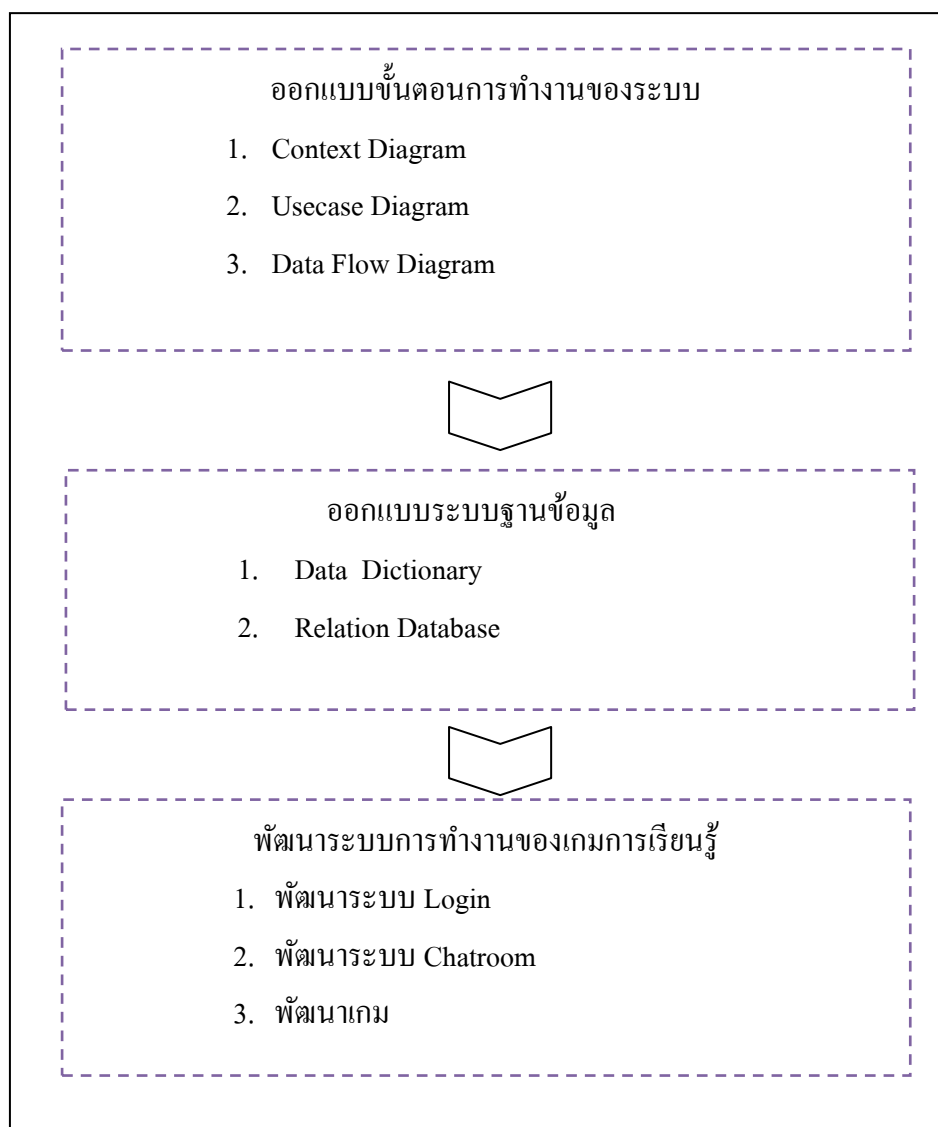 ออกแบบขั้นตอนการทำงานของระบบ
1. Context Diagram
2. Usecase Diagram
3. Data Flow Diagram
ออกแบบระบบฐานข้อมูล
1. Data Dictionary
2. Relation Database
พัฒนาระบบการทำงานของเกมการเรียนรู้
1. พัฒนาระบบ Login
2. พัฒนาระบบ Chatroom
3. พัฒนาเกม